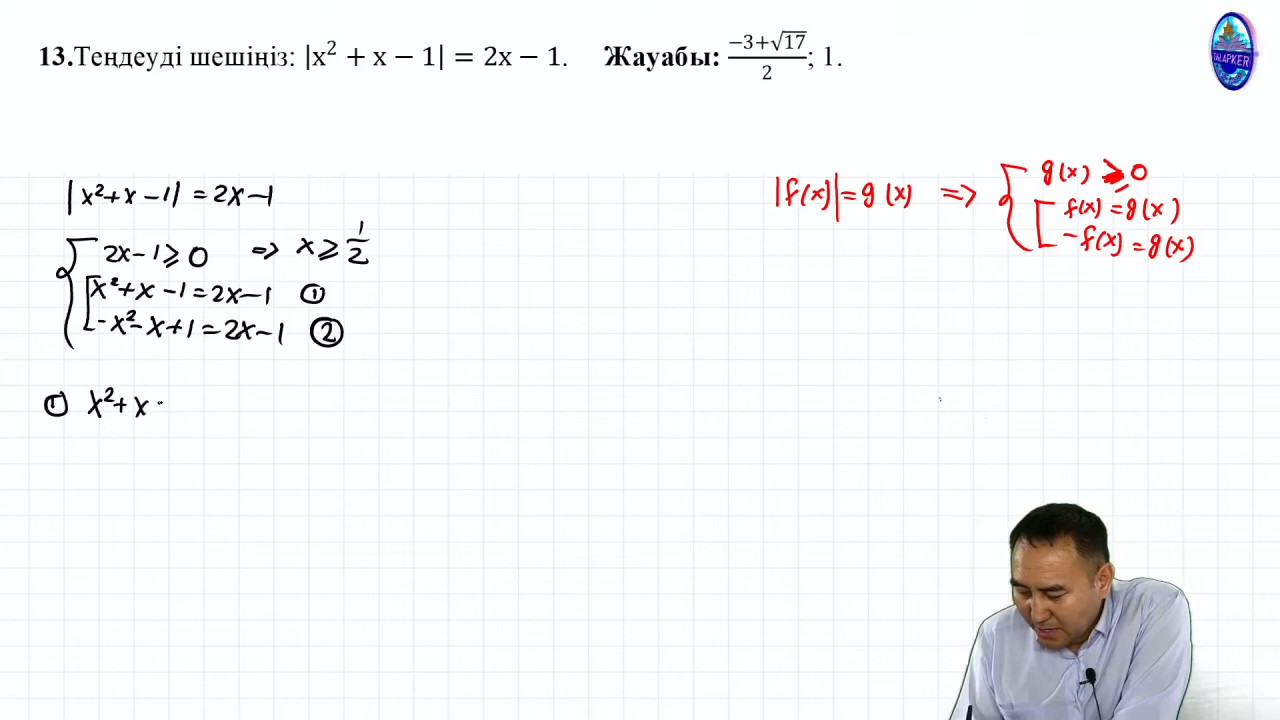 13.Теңдеуді шешіңіз: |x² + x − 1| = 2x − 1. Жауабы: (−3+√17)/2; 1.
TALAPKER
|x²+x−1| = 2x−1
2x−1 ⩾ 0 => x ⩾ 1/2
x²+x−1=2x−1 ①
−x²−x+1=2x−1 ②
① x²+x
|f(x)|=g(x) => g(x) ⩾ 0
f(x)=g(x)
−f(x)=g(x)